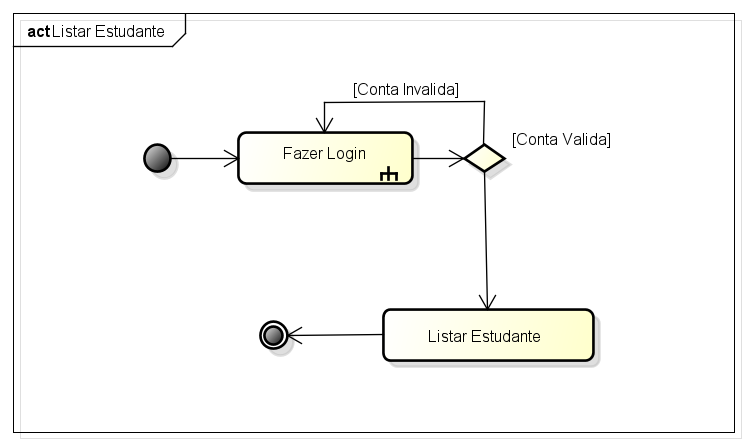 act Listar Estudante
[Conta Invalida]
[Conta Valida]
Fazer Login
Listar Estudante